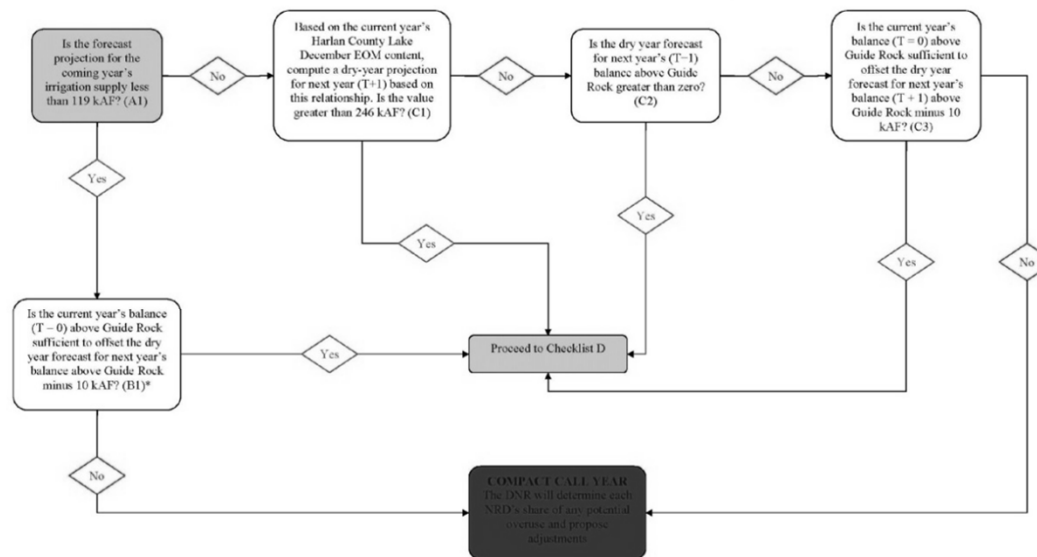 Is the forecast
projection for the
coming year's
irrigation supply less
than 119 kAF? (A1)
No
Based on the current year's
Harlan County Lake
December EOM content,
compute a dry-year projection
for next year (T+1) based on
this relationship. Is the value
greater than 246 kAF? (C1)
No
Is the dry year forecast
for next year's (T−1)
balance above Guide
Rock greater than zero?
(C2)
No
Is the current year's
balance (T = 0) above
Guide Rock sufficient to
offset the dry year
forecast for next year's
balance (T + 1) above
Guide Rock minus 10
kAF? (C3)
Yes
Yes
Yes
Yes
No
Is the current year's balance
(T − 0) above Guide Rock
sufficient to offset the dry
year forecast for next year's
balance above Guide Rock
minus 10 kAF? (B1)*
Yes
Proceed to Checklist D
No
COMPACT CALL YEAR
The DNR will determine each
NRD's share of any potential
overuse and propose
adjustments